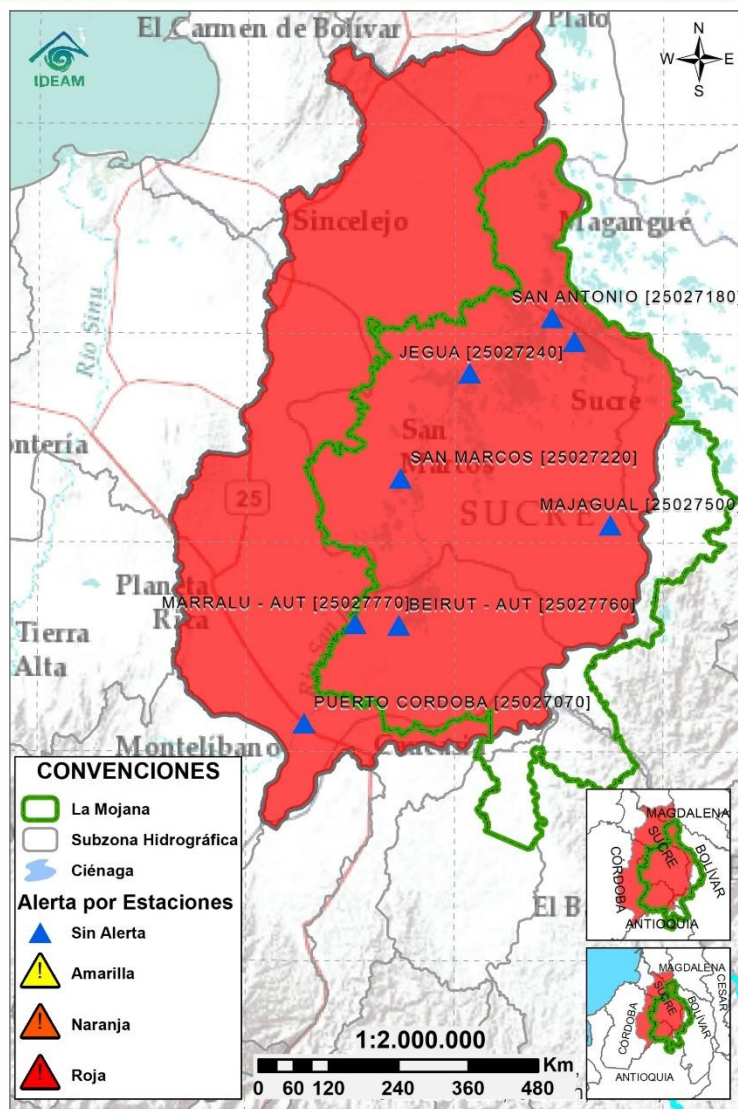 El Carmen de Bolívar
Plato
IDEAM
N
W E
S
Sincelejo
Magangué
SAN ANTONIO [25027180]
Río Sinú
JEGUA [25027240]
Sucre
San
Marcos
SAN MARCOS [25027220]
ontería
25
SUCRE
MAJAGUAL [25027500]
Planeta
Rica
MARRALU - AUT [25027770]
BEIRUT - AUT [25027760]
Tierra
Alta
PUERTO CORDOBA [25027070]
Montelíbano
CONVENCIONES
La Mojana
Subzona Hidrográfica
Ciénaga
Alerta por Estaciones
Sin Alerta
Amarilla
Naranja
Roja
El B
1:2.000.000
Km
0 60 120 240 360 480
MAGDALENA
SUCRE
BOLÍVAR
CÓRDOBA
ANTIOQUIA
MAGDALENA
CESAR
SUCRE
BOLÍVAR
CORDOBA
ANTIOQUIA